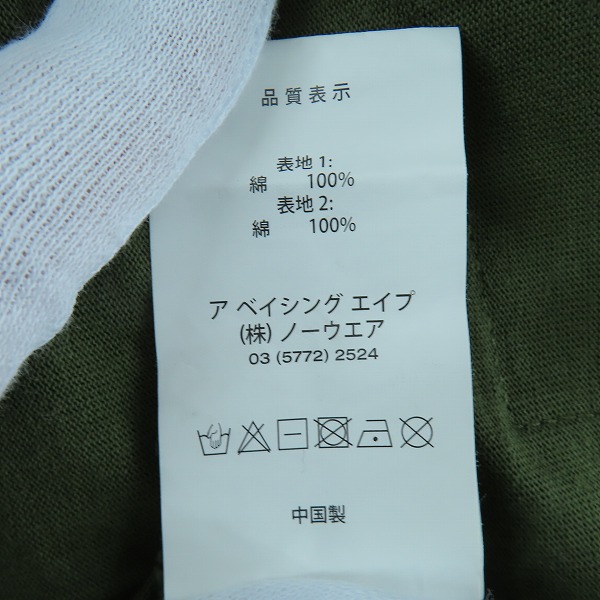 品質表示
表地 1:
綿 100%
表地 2:
綿 100%
ア ベイシング エイプ
(株) ノーウエア
03 (5772) 2524
中国製